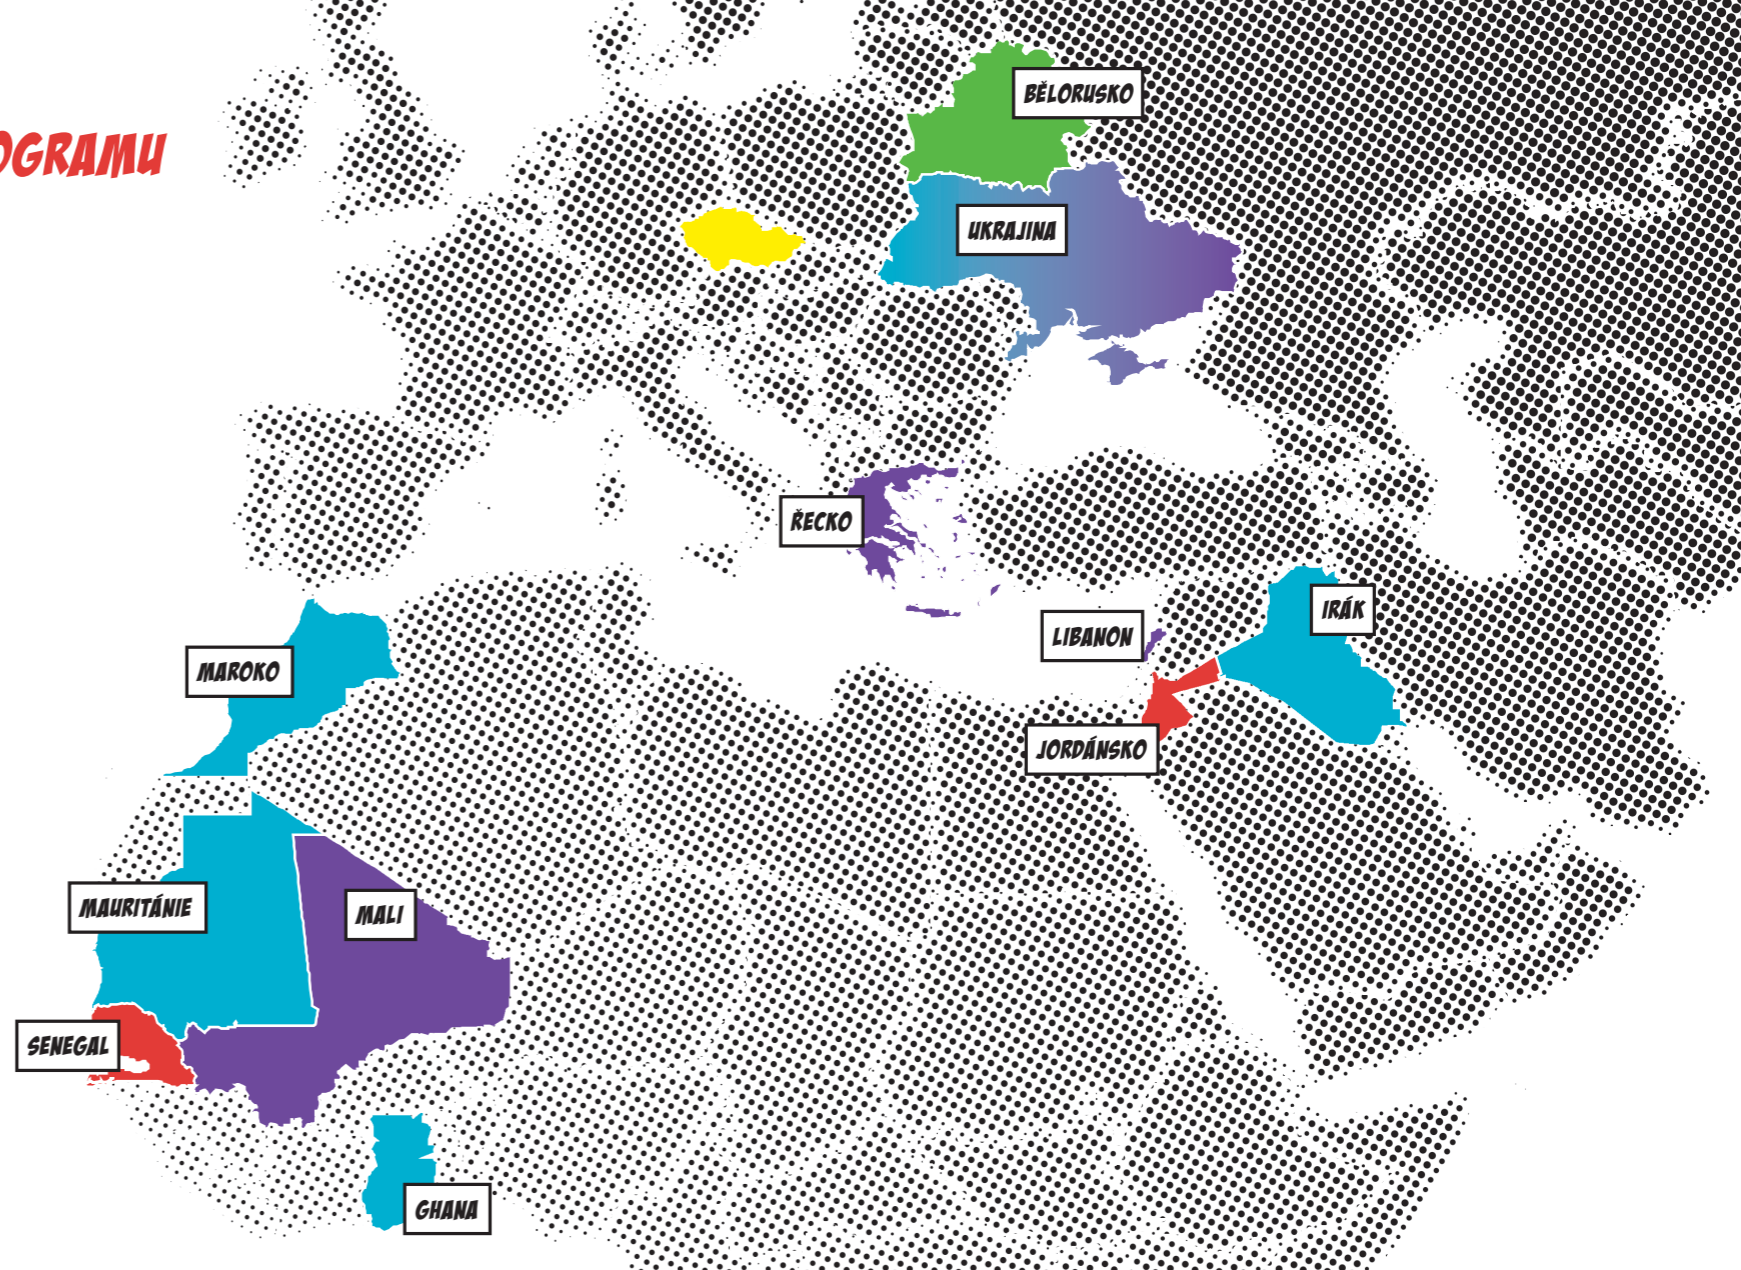 OGRAMU
BĚLORUSKO
UKRAJINA
ŘECKO
IRÁK
LIBANON
MAROKO
JORDÁNSKO
MAURITÁNIE
MALI
SENEGAL
GHANA